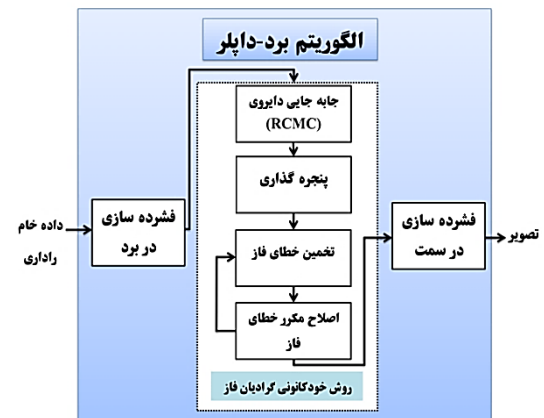 الگوریتم برد-داپلر
جابه جایی دایروی
(RCMC)
پنجره گذاری
فشرده سازی
در برد
داده خام
راداری
تخمین خطای فاز
اصلاح مکرر خطای
فاز
روش خودکانونی گرادیان فاز
فشرده سازی
در سمت
تصویر